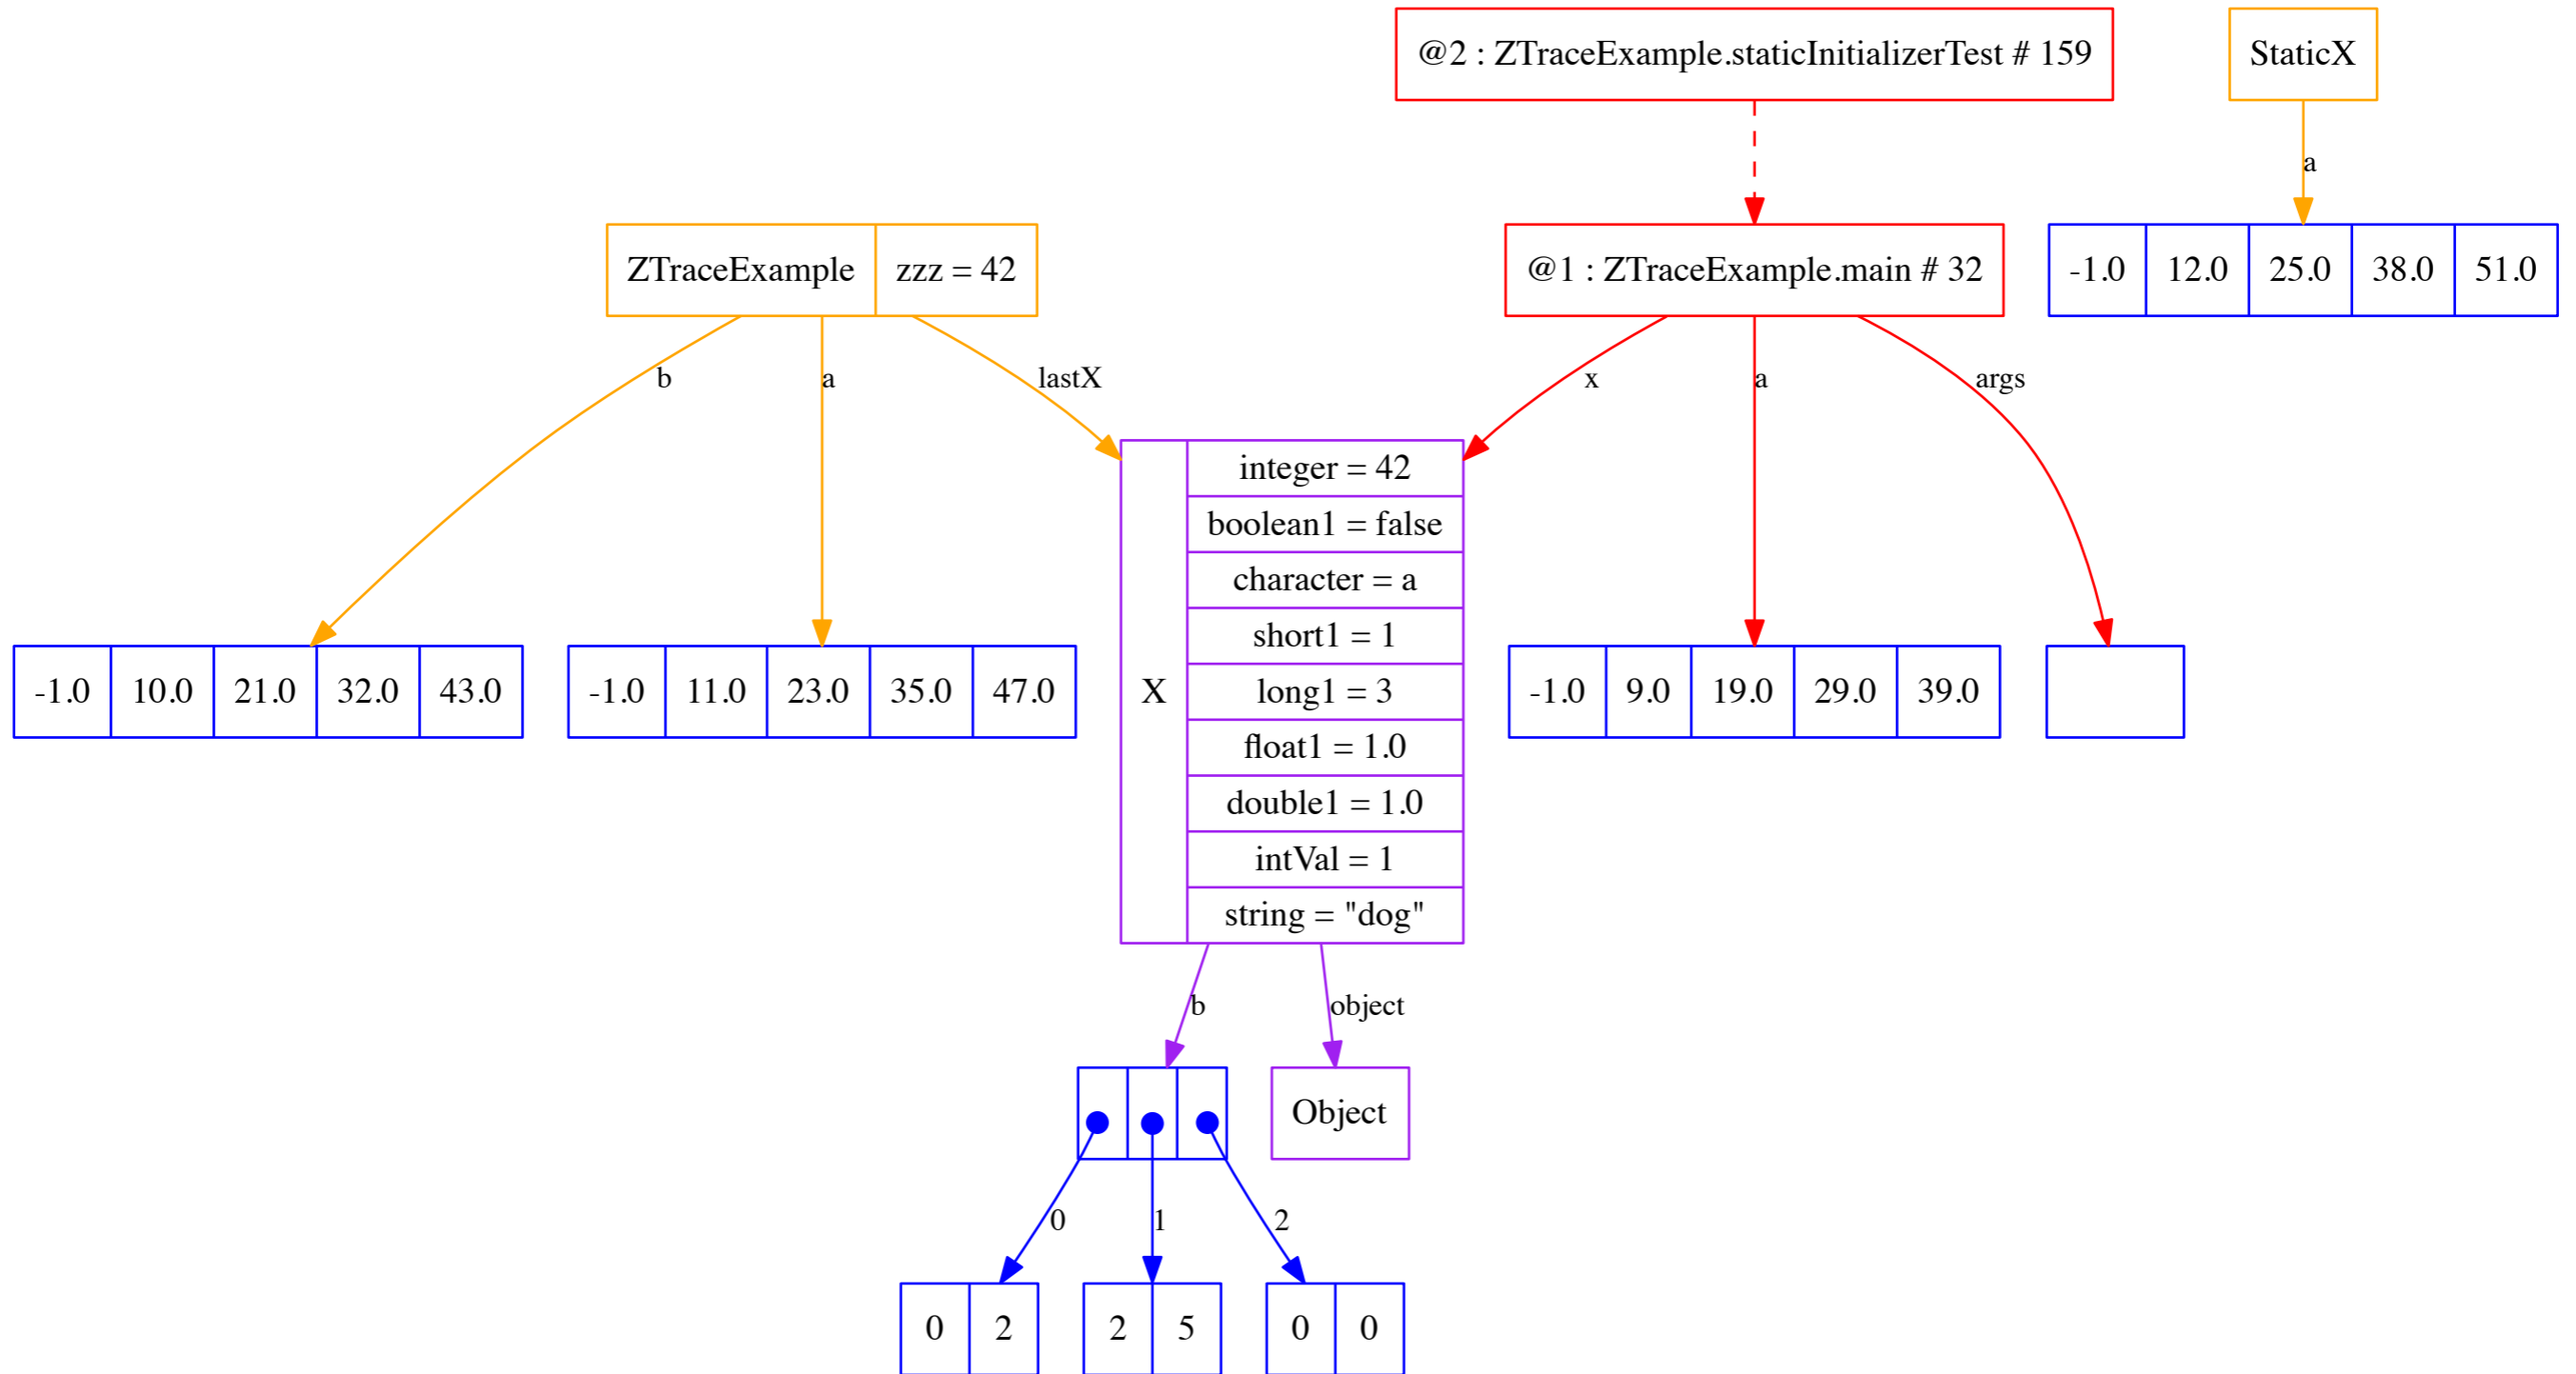 @2 : ZTraceExample.staticInitializerTest # 159
StaticX
a
ZTraceExample zzz = 42
@1 : ZTraceExample.main # 32
-1.0 12.0 25.0 38.0 51.0
b
a
lastX
x
a
args
-1.0 10.0 21.0 32.0 43.0
-1.0 11.0 23.0 35.0 47.0
X
integer = 42
boolean1 = false
character = a
short1 = 1
long1 = 3
float1 = 1.0
double1 = 1.0
intVal = 1
string = "dog"
-1.0 9.0 19.0 29.0 39.0
b
object
Object
0
1
2
0 2
2 5
0 0